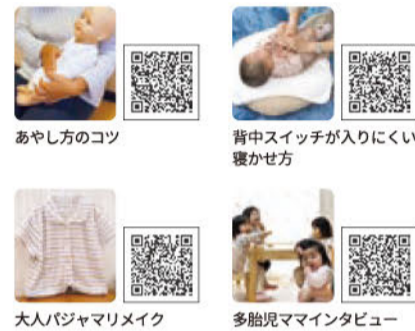 あやし方のコツ
背中スイッチが入りにくい
寝かせ方
大人パジャマリメイク
多胎児ママインタビュー